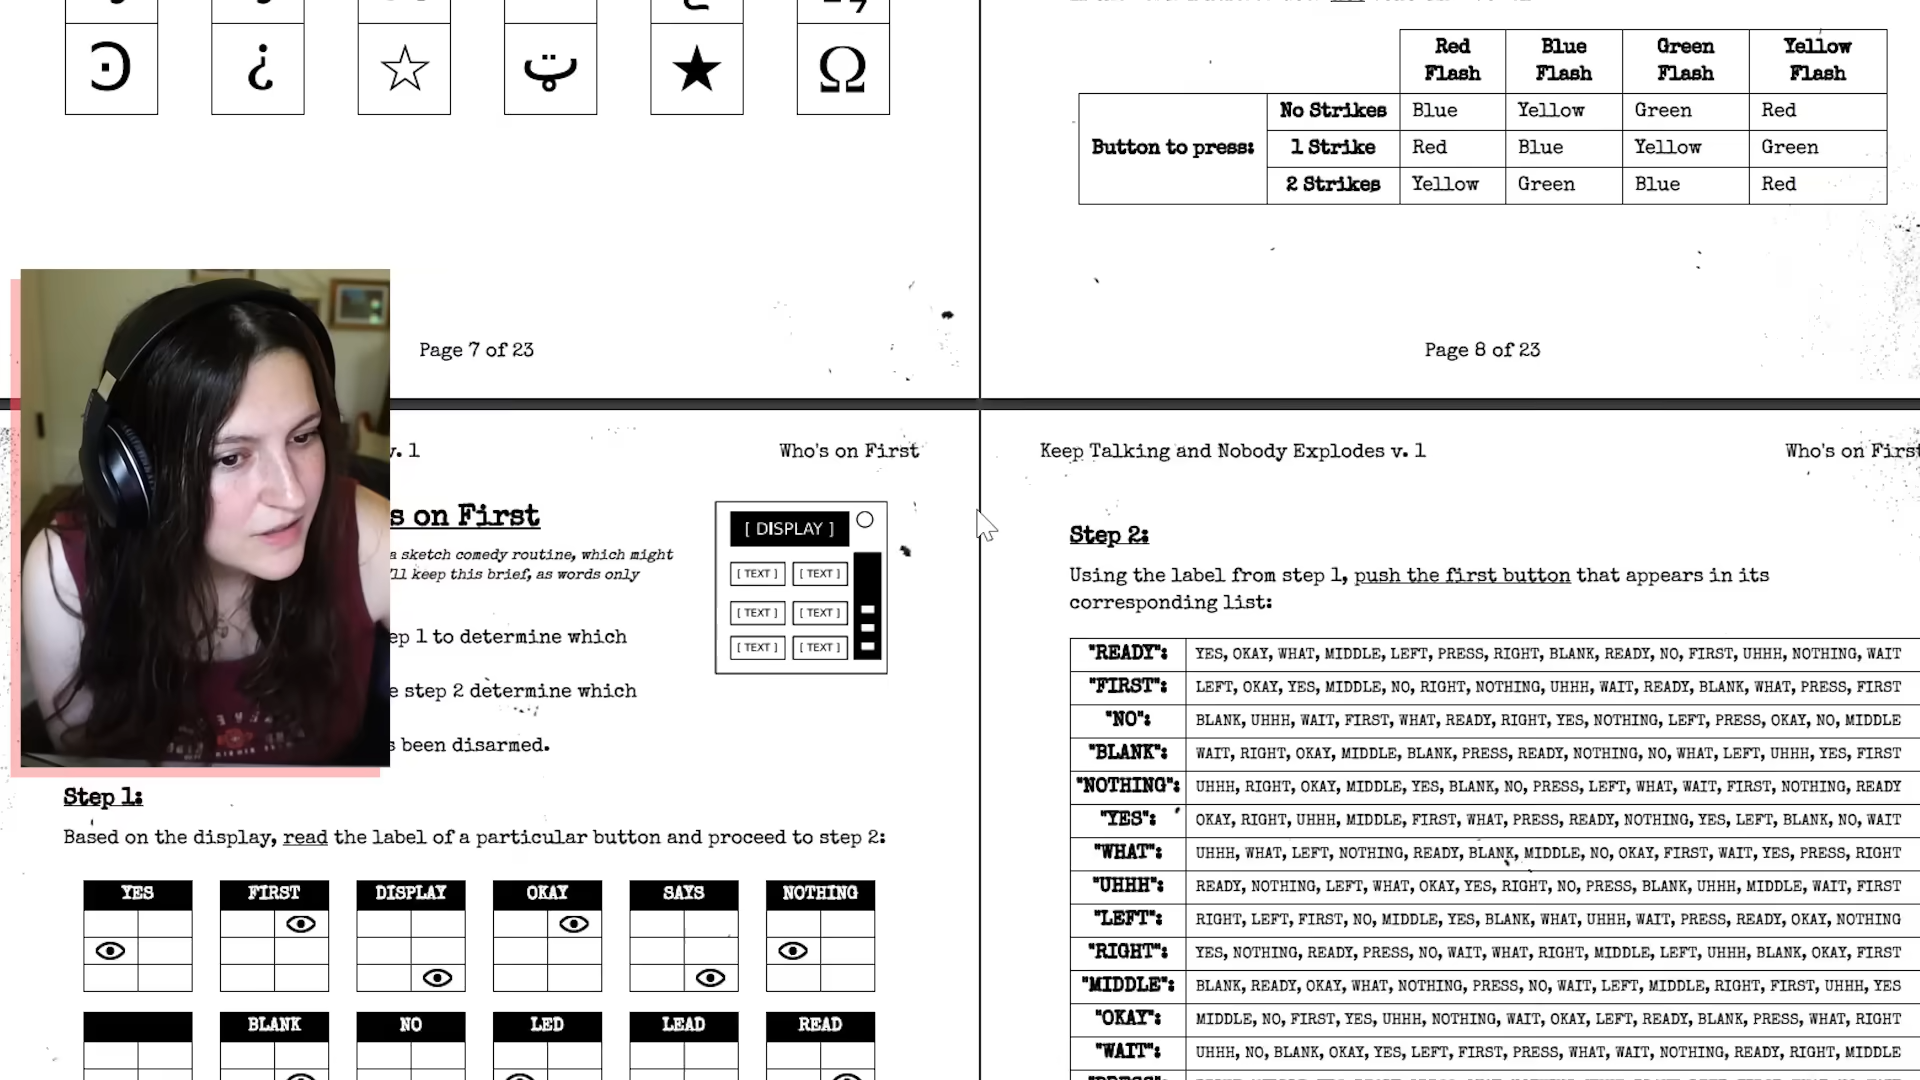 Red Flash
Blue Flash
Green Flash
Yellow Flash
Button to press:
No Strikes Blue Yellow Green Red
1 Strike Red Blue Yellow Green
2 Strikes Yellow Green Blue Red
Page 7 of 23
Page 8 of 23
v. 1
Who's on First
s on First
a sketch comedy routine, which might
'll keep this brief, as words only
[ DISPLAY ]
[ TEXT ] [ TEXT ]
[ TEXT ] [ TEXT ]
[ TEXT ] [ TEXT ]
ep 1 to determine which
e step 2 determine which
s been disarmed.
Step 1:
Based on the display, read the label of a particular button and proceed to step 2:
YES FIRST DISPLAY OKAY SAYS NOTHING
BLANK NO LED LEAD READ
Keep Talking and Nobody Explodes v. 1
Who's on First
Step 2:
Using the label from step 1, push the first button that appears in its
corresponding list:
"READY": YES, OKAY, WHAT, MIDDLE, LEFT, PRESS, RIGHT, BLANK, READY, NO, FIRST, UHHH, NOTHING, WAIT
"FIRST": LEFT, OKAY, YES, MIDDLE, NO, RIGHT, NOTHING, UHHH, WAIT, READY, BLANK, WHAT, PRESS, FIRST
"NO": BLANK, UHHH, WAIT, FIRST, WHAT, READY, RIGHT, YES, NOTHING, LEFT, PRESS, OKAY, NO, MIDDLE
"BLANK": WAIT, RIGHT, OKAY, MIDDLE, BLANK, PRESS, READY, NOTHING, NO, WHAT, LEFT, UHHH, YES, FIRST
"NOTHING": UHHH, RIGHT, OKAY, MIDDLE, YES, BLANK, NO, PRESS, LEFT, WHAT, WAIT, FIRST, NOTHING, READY
"YES": OKAY, RIGHT, UHHH, MIDDLE, FIRST, WHAT, PRESS, READY, NOTHING, YES, LEFT, BLANK, NO, WAIT
"WHAT": UHHH, WHAT, LEFT, NOTHING, READY, BLANK, MIDDLE, NO, OKAY, FIRST, WAIT, YES, PRESS, RIGHT
"UHHH": READY, NOTHING, LEFT, WHAT, OKAY, YES, RIGHT, NO, PRESS, BLANK, UHHH, MIDDLE, WAIT, FIRST
"LEFT": RIGHT, LEFT, FIRST, NO, MIDDLE, YES, BLANK, WHAT, UHHH, WAIT, PRESS, READY, OKAY, NOTHING
"RIGHT": YES, NOTHING, READY, PRESS, NO, WAIT, WHAT, RIGHT, MIDDLE, LEFT, UHHH, BLANK, OKAY, FIRST
"MIDDLE": BLANK, READY, OKAY, WHAT, NOTHING, PRESS, NO, WAIT, LEFT, MIDDLE, RIGHT, FIRST, UHHH, YES
"OKAY": MIDDLE, NO, FIRST, YES, UHHH, NOTHING, WAIT, OKAY, LEFT, READY, BLANK, PRESS, WHAT, RIGHT
"WAIT": UHHH, NO, BLANK, OKAY, YES, LEFT, FIRST, PRESS, WHAT, WAIT, NOTHING, READY, RIGHT, MIDDLE